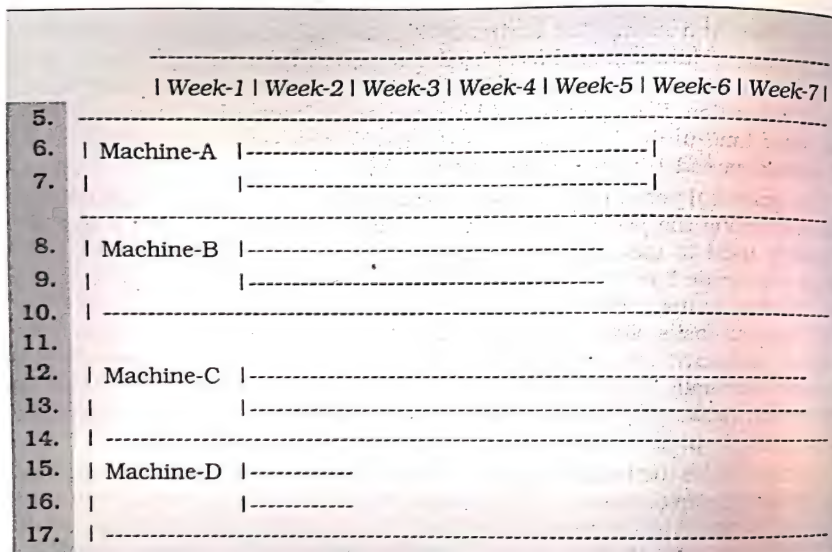 ------------------------------------------------------------
| Week-1 | Week-2 | Week-3 | Week-4 | Week-5 | Week-6 | Week-7 |
5. ------------------------------------------------------------
6. | Machine-A |----------------------------------|
7. | |----------------------------------|
------------------------------------------------------------
8. | Machine-B |------------------------------
9. | |------------------------------
10. | ------------------------------------------------------------
11.
12. | Machine-C |-----------------------------------------------
13. | |-----------------------------------------------
14. | ------------------------------------------------------------
15. | Machine-D |------------
16. | |------------
17. | ------------------------------------------------------------